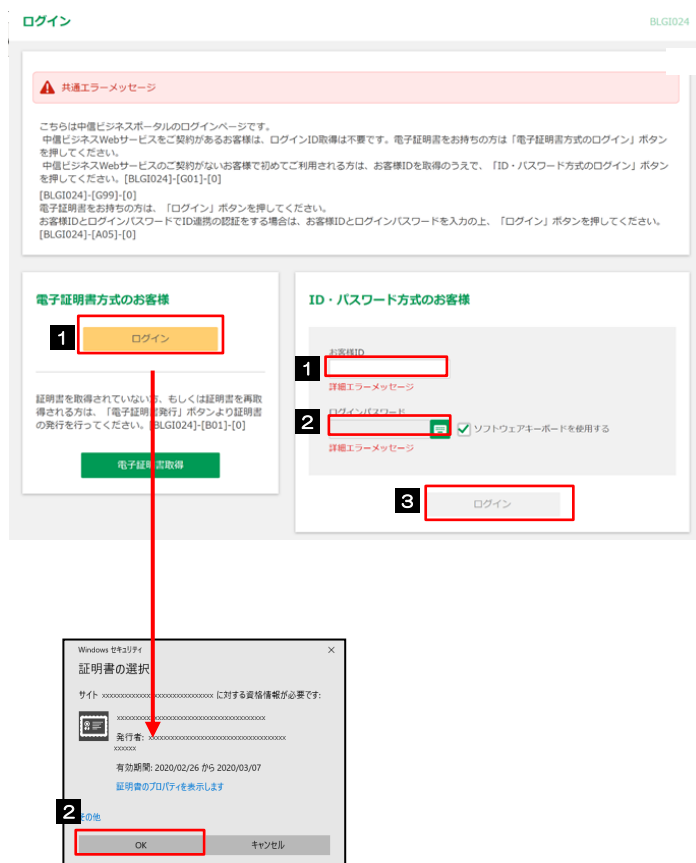 ログイン
BLGI024
共通エラーメッセージ
こちらは中信ビジネスポータルのログインページです。
中信ビジネスWebサービスをご契約があるお客様は、ログインID取得は不要です。電子証明書をお持ちの方は「電子証明書方式のログイン」ボタン
を押してください。
中信ビジネスWebサービスのご契約がないお客様で初めてご利用される方は、お客様IDを取得のうえで、「ID・パスワード方式のログイン」ボタン
を押してください。[BLGI024]-[G01]-[0]
[BLGI024]-[G99]-[0]
電子証明書をお持ちの方は、「ログイン」ボタンを押してください。
お客様IDとログインパスワードでID連携の認証をする場合は、お客様IDとログインパスワードを入力の上、「ログイン」ボタンを押してください。
[BLGI024]-[A05]-[0]
電子証明書方式のお客様
1
ログイン
証明書を取得されていない方、もしくは証明書を再取
得される方は、「電子証明書発行」ボタンより証明書
の発行を行ってください。[BLGI024]-[B01]-[0]
電子証明書取得
ID・パスワード方式のお客様
お客様ID
1
詳細エラーメッセージ
ログインパスワード
2
ソフトウェアキーボードを使用する
詳細エラーメッセージ
3
ログイン
Windows セキュリティ
×
証明書の選択
サイト xxxxxxxxxxxxxxxxxxxxxxxxxxxxx に対する資格情報が必要です:
xxxxxxxxxxxxxxxxxxxxxxxxxxxxxxxxxxxxxxx
発行者: xxxxxxxxxxxxxxxxxxxxxxxxxxxxxxxxxxxx
xxxxxx
有効期間: 2020/02/26 から 2020/03/07
証明書のプロパティを表示します
2
その他
OK
キャンセル